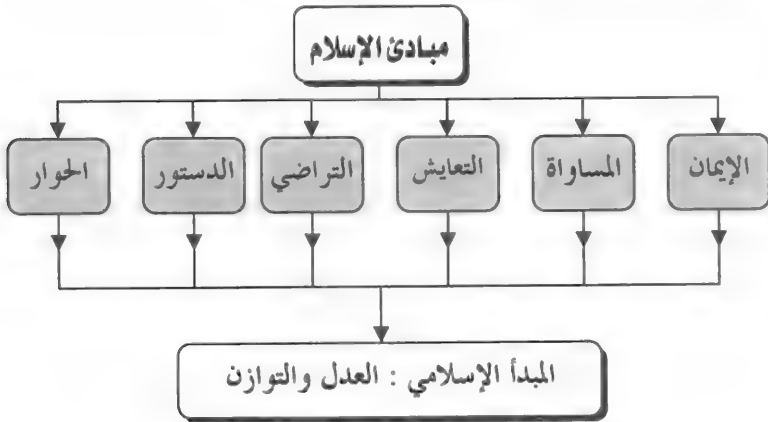 مبادئ الإسلام
الإيمان
المساواة
التعايش
التراضي
الدستور
الحوار
المبدأ الإسلامي : العدل والتوازن